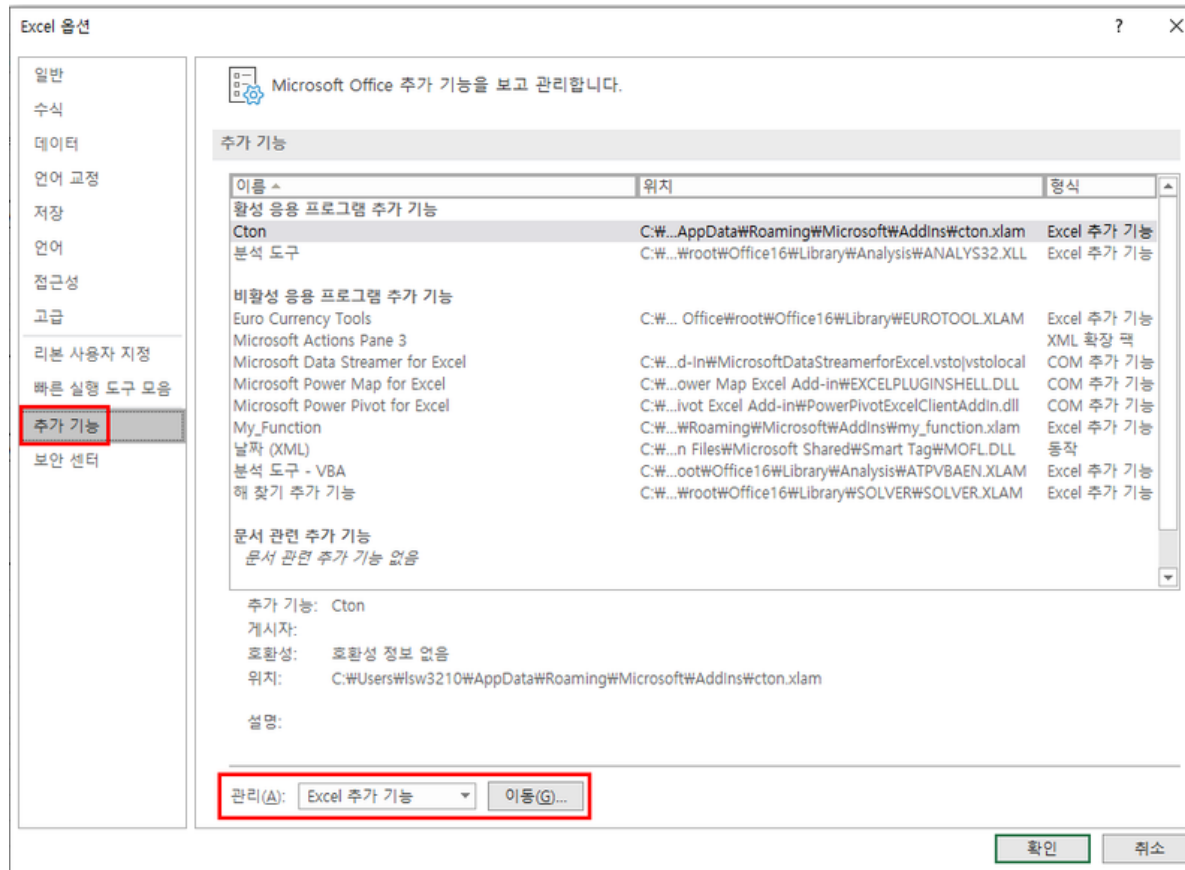 Excel 옵션
?
일반
수식
데이터
언어 교정
저장
언어
접근성
고급
리본 사용자 지정
빠른 실행 도구 모음
추가 기능
보안 센터
Microsoft Office 추가 기능을 보고 관리합니다.
추가 기능
이름 위치 형식
활성 응용 프로그램 추가 기능
Cton C:₩...AppData₩Roaming₩Microsoft₩AddIns₩cton.xlam Excel 추가 기능
분석 도구 C:₩...₩root₩Office16₩Library₩Analysis₩ANALYS32.XLL Excel 추가 기능
비활성 응용 프로그램 추가 기능
Euro Currency Tools C:₩... Office₩root₩Office16₩Library₩EUROTOOL.XLAM Excel 추가 기능
Microsoft Actions Pane 3 XML 확장 팩
Microsoft Data Streamer for Excel C:₩...d-In₩MicrosoftDataStreamerforExcel.vsto|vstolocal COM 추가 기능
Microsoft Power Map for Excel C:₩...ower Map Excel Add-in₩EXCELPLUGINSHELL.DLL COM 추가 기능
Microsoft Power Pivot for Excel C:₩...ivot Excel Add-in₩PowerPivotExcelClientAddIn.dll COM 추가 기능
My_Function C:₩...₩Roaming₩Microsoft₩AddIns₩my_function.xlam Excel 추가 기능
날짜 (XML) C:₩...n Files₩Microsoft Shared₩Smart Tag₩MOFL.DLL 동작
분석 도구 - VBA C:₩...oot₩Office16₩Library₩Analysis₩ATPVBAEN.XLAM Excel 추가 기능
해 찾기 추가 기능 C:₩...₩root₩Office16₩Library₩SOLVER₩SOLVER.XLAM Excel 추가 기능
문서 관련 추가 기능
문서 관련 추가 기능 없음
추가 기능: Cton
게시자:
호환성: 호환성 정보 없음
위치: C:₩Users₩lsw3210₩AppData₩Roaming₩Microsoft₩AddIns₩cton.xlam
설명:
관리(A): Excel 추가 기능 이동(G)...
확인 취소